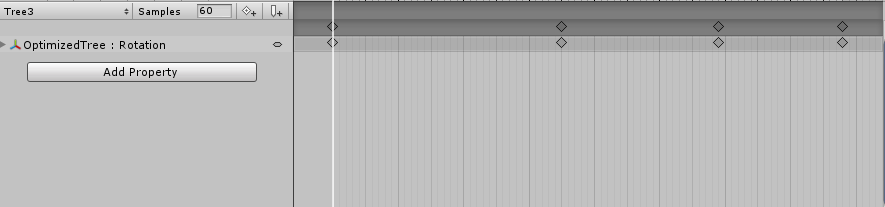 Tree3 Samples 60
OptimizedTree : Rotation
Add Property